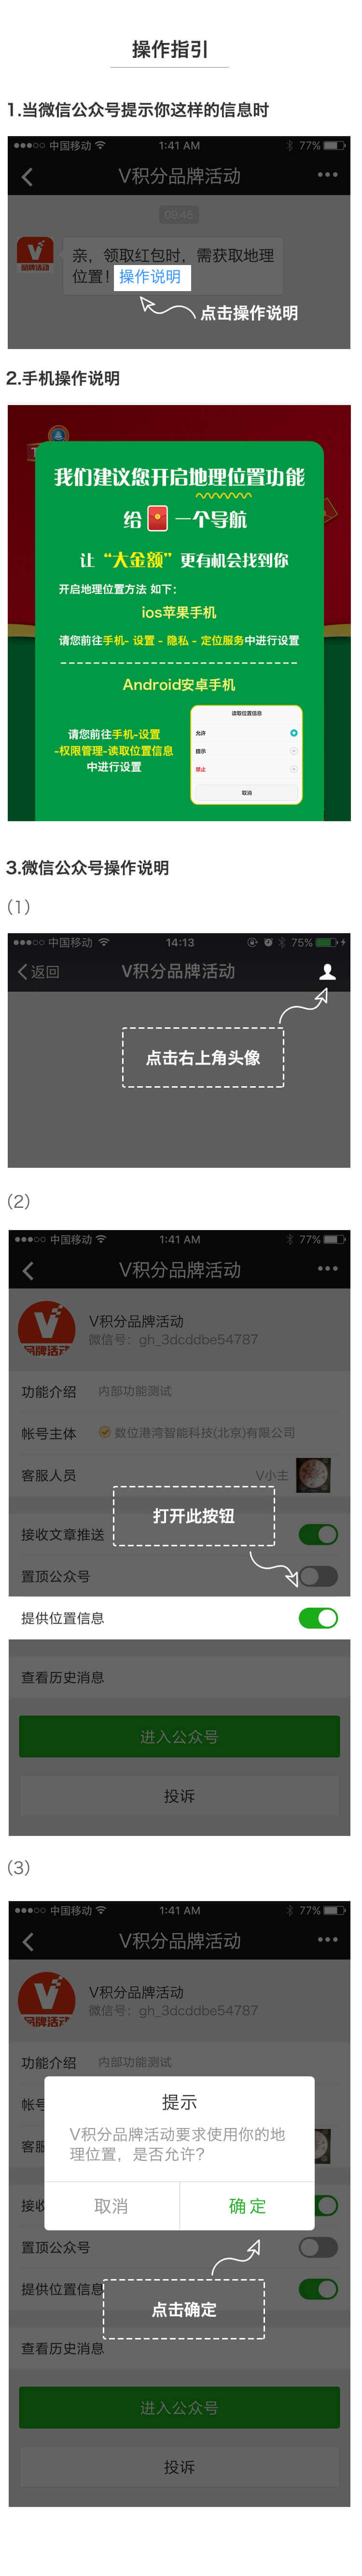 操作指引
1.当微信公众号提示你这样的信息时
中国移动 1:41 AM 77%
V积分品牌活动
09:45
亲，领取红包时，需获取地理
位置！操作说明
品牌活动
点击操作说明
2.手机操作说明
我们建议您开启地理位置功能
给 一个导航
让“大金额”更有机会找到你
开启地理位置方法 如下：
ios苹果手机
请您前往手机- 设置 - 隐私 - 定位服务中进行设置
Android安卓手机
请您前往手机-设置
-权限管理-读取位置信息
中进行设置
读取位置信息
允许
提示
禁止
取消
3.微信公众号操作说明
（1）
中国移动 14:13 75%
返回 V积分品牌活动
点击右上角头像
（2）
中国移动 1:41 AM 77%
V积分品牌活动
V积分品牌活动
微信号：gh_3dcddbe54787
品牌活动
功能介绍 内部功能测试
帐号主体 数位港湾智能科技(北京)有限公司
客服人员 V小主
打开此按钮
接收文章推送
置顶公众号
提供位置信息
查看历史消息
进入公众号
投诉
（3）
中国移动 1:41 AM 77%
V积分品牌活动
V积分品牌活动
微信号：gh_3dcddbe54787
品牌活动
功能介绍 内部功能测试
帐号
客服
提示
V积分品牌活动要求使用你的地
理位置，是否允许？
取消 确定
接收
置顶公众号
提供位置信息
点击确定
查看历史消息
进入公众号
投诉